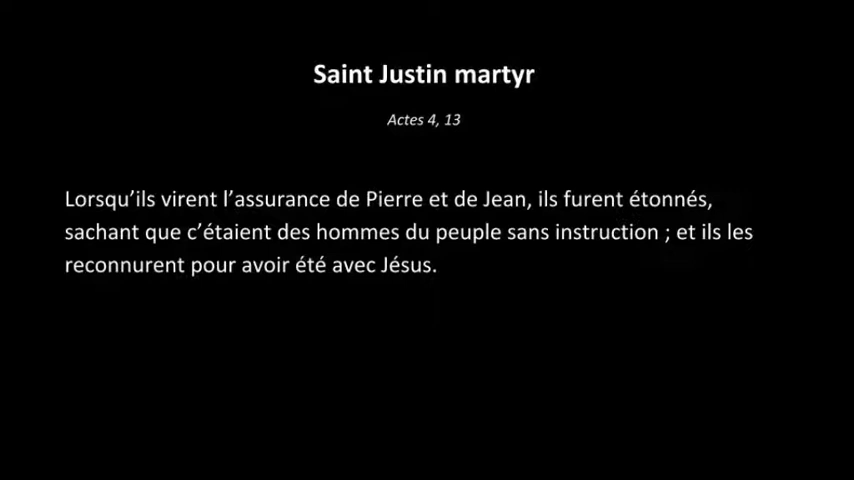 Saint Justin martyr
Actes 4, 13
Lorsqu’ils virent l’assurance de Pierre et de Jean, ils furent étonnés,
sachant que c’étaient des hommes du peuple sans instruction ; et ils les
reconnurent pour avoir été avec Jésus.